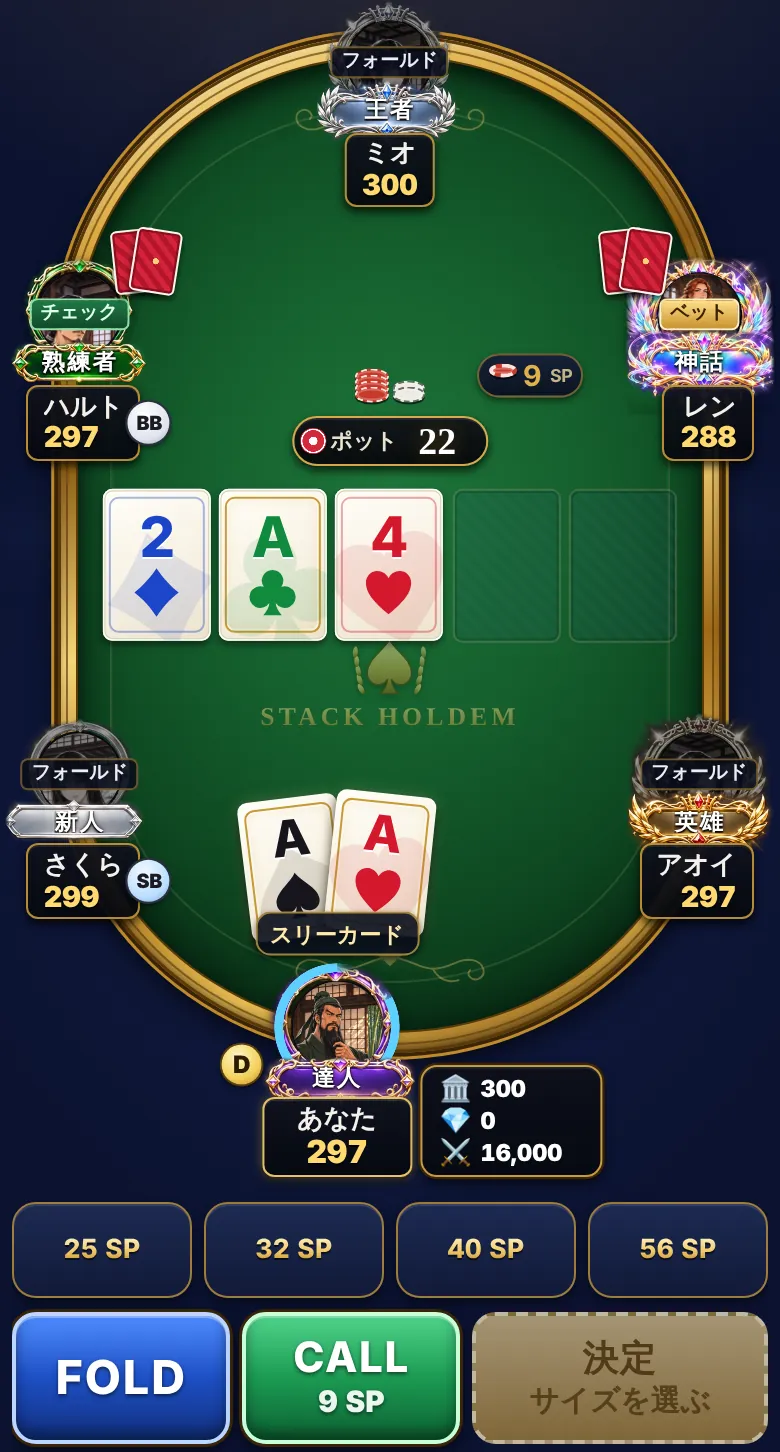 フォールド
王者
ミオ
300
チェック
熟練者
ハルト
297
BB
ベット
神話
レン
288
9 SP
ポット 22
2
A
4
STACK HOLDEM
フォールド
新人
さくら
299
SB
フォールド
英雄
アオイ
297
A
A
スリーカード
D
達人
あなた
297
300
0
16,000
25 SP
32 SP
40 SP
56 SP
FOLD
CALL
9 SP
決定
サイズを選ぶ